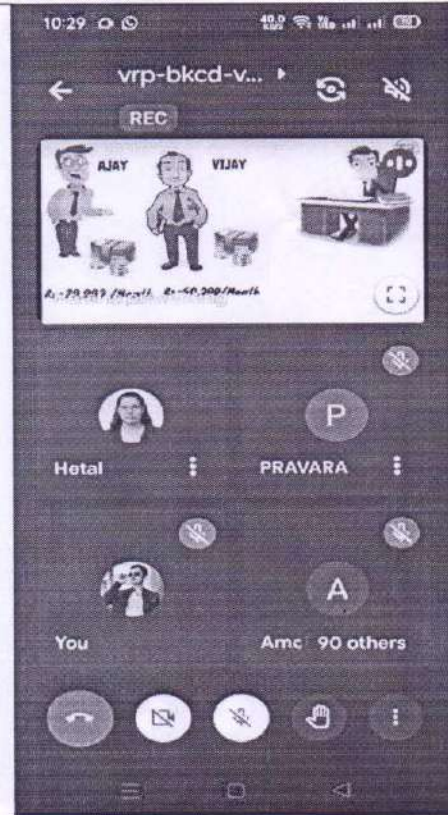 10:29
vrp-bkcd-v...
REC
AJAY
VIJAY
Hetal
P
PRAVARA
You
A
Amc 90 others